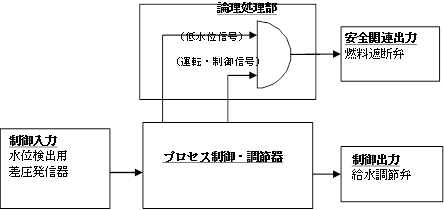 論理処理部
(低水位信号)
(運転・制御信号)
安全関連出力
燃料遮断弁
制御入力
水位検出用
差圧発信器
プロセス制御・調節器
制御出力
給水調節弁